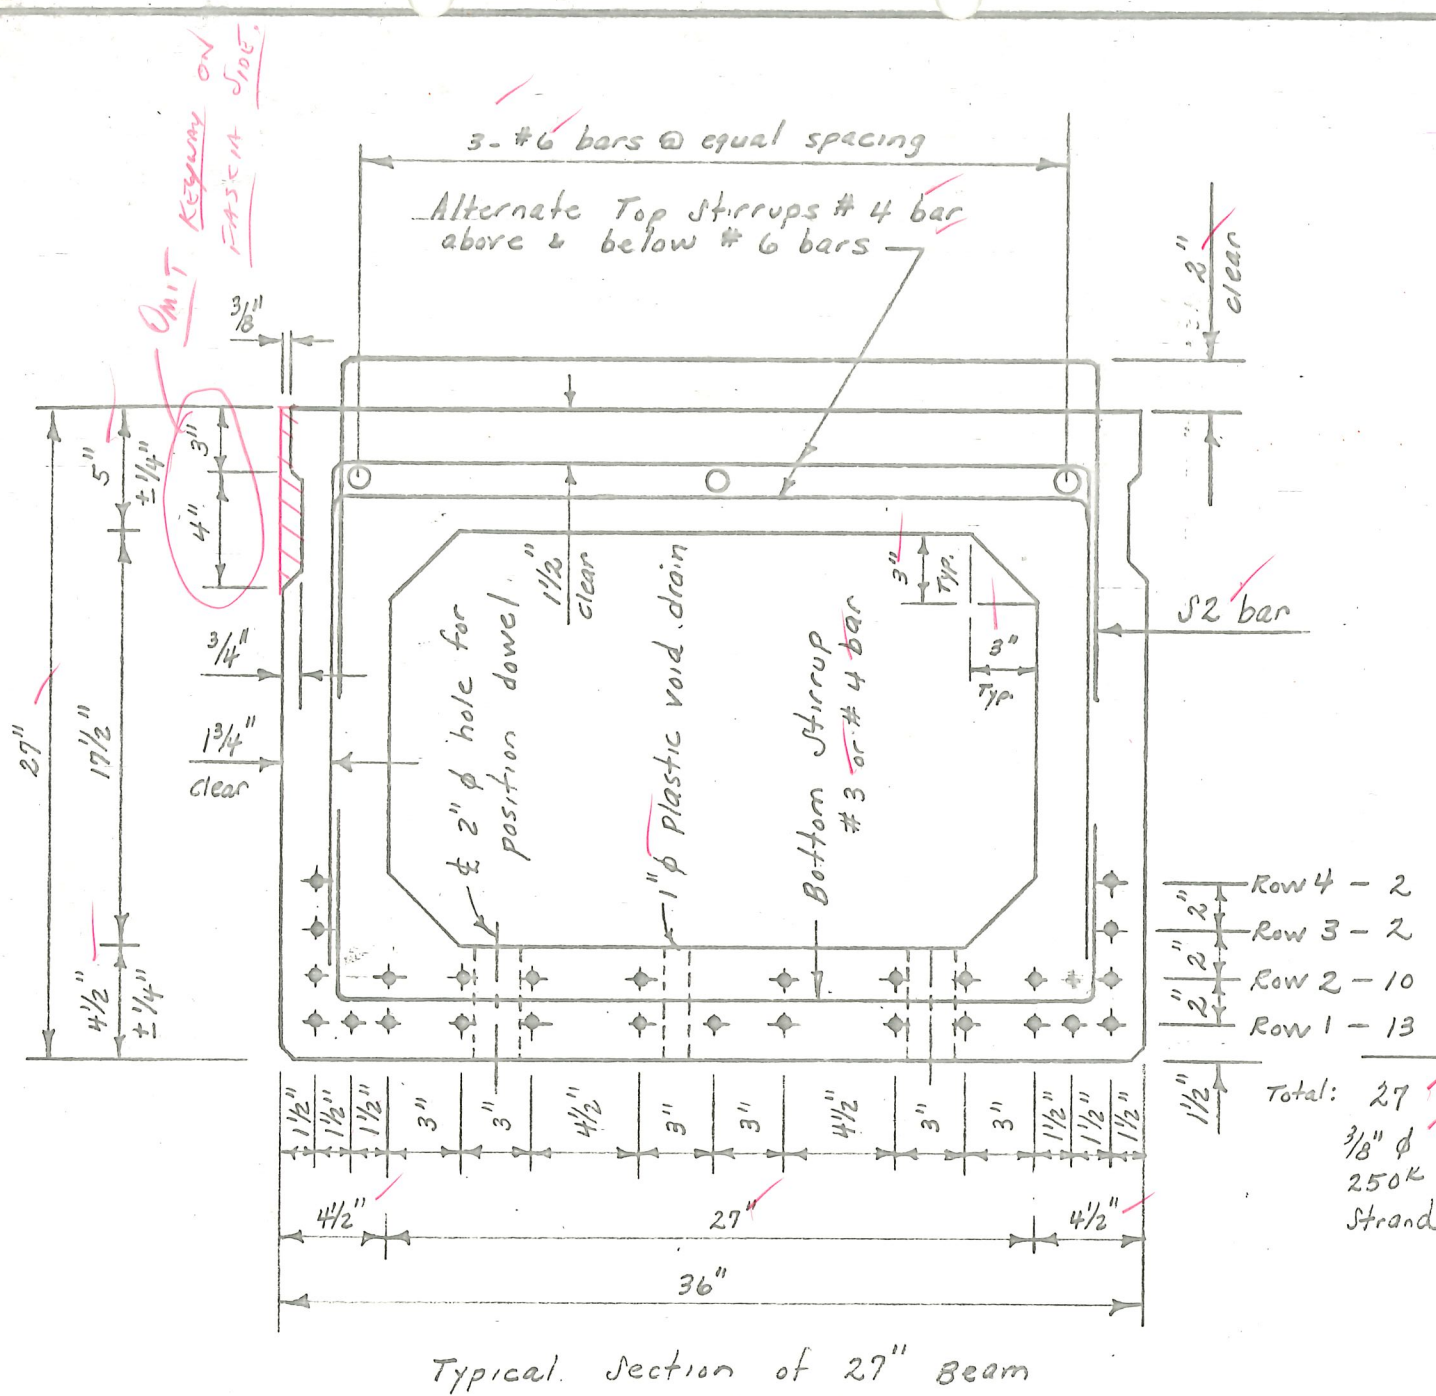 OMIT KEYWAY ON
FASCIA SIDE.
3-#6 bars @ equal spacing
Alternate Top Stirrups # 4 bar
above & below # 6 bars
2"
clear
3/8"
3"
4"
5"
±1/4"
1 1/2"
clear
3"
Typ.
3"
Typ.
S2 bar
3/4"
1 3/4"
clear
27"
17 1/2"
4 1/2"
±1/4"
℄ 2" ϕ hole for
position dowel
1" ϕ plastic void drain
Bottom Stirrup
#3 or #4 bar
Row 4 - 2
2"
Row 3 - 2
2"
Row 2 - 10
2"
Row 1 - 13
1 1/2"
Total: 27
3/8" ϕ
250K
Strand
1 1/2" 1 1/2" 1 1/2" 3" 3" 4 1/2" 3" 3" 4 1/2" 3" 3" 1 1/2" 1 1/2" 1 1/2"
4 1/2" 27" 4 1/2"
36"
Typical Section of 27" Beam